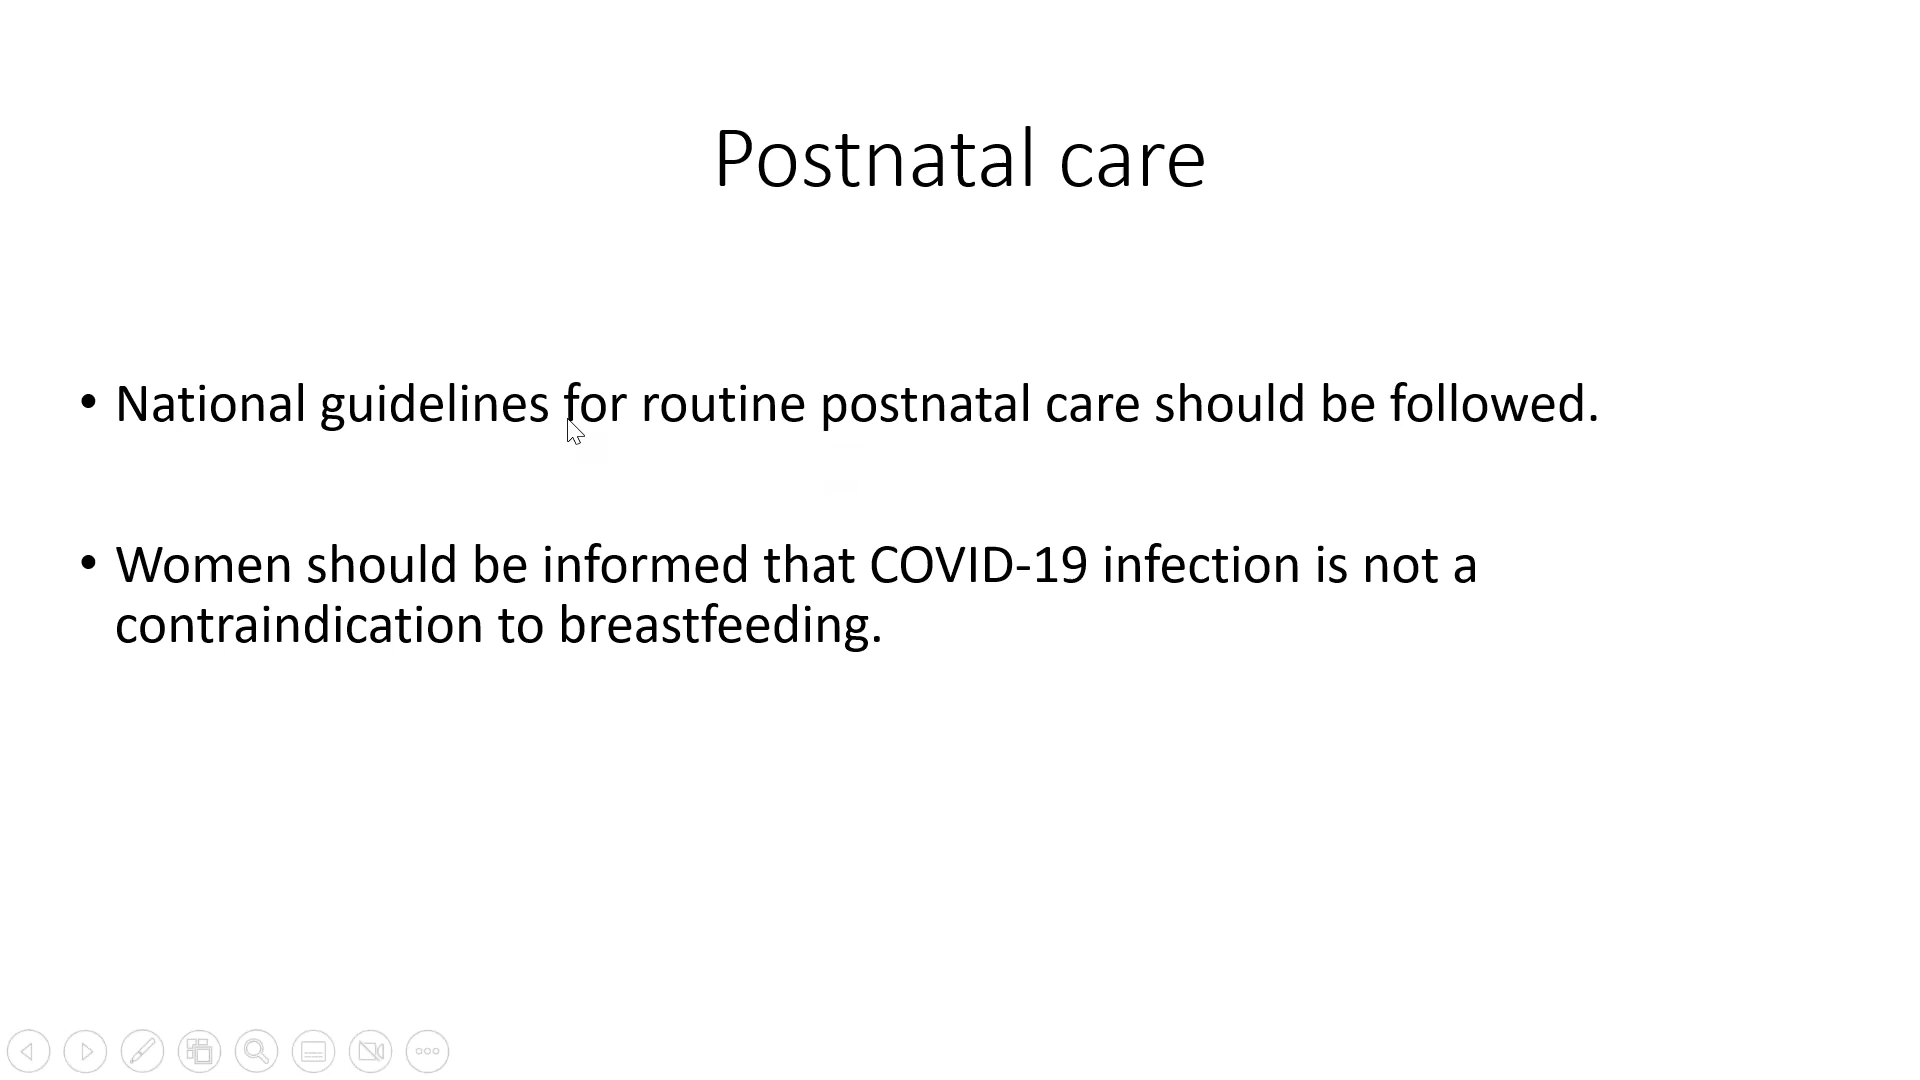 Postnatal care
• National guidelines for routine postnatal care should be followed.
• Women should be informed that COVID-19 infection is not a
contraindication to breastfeeding.